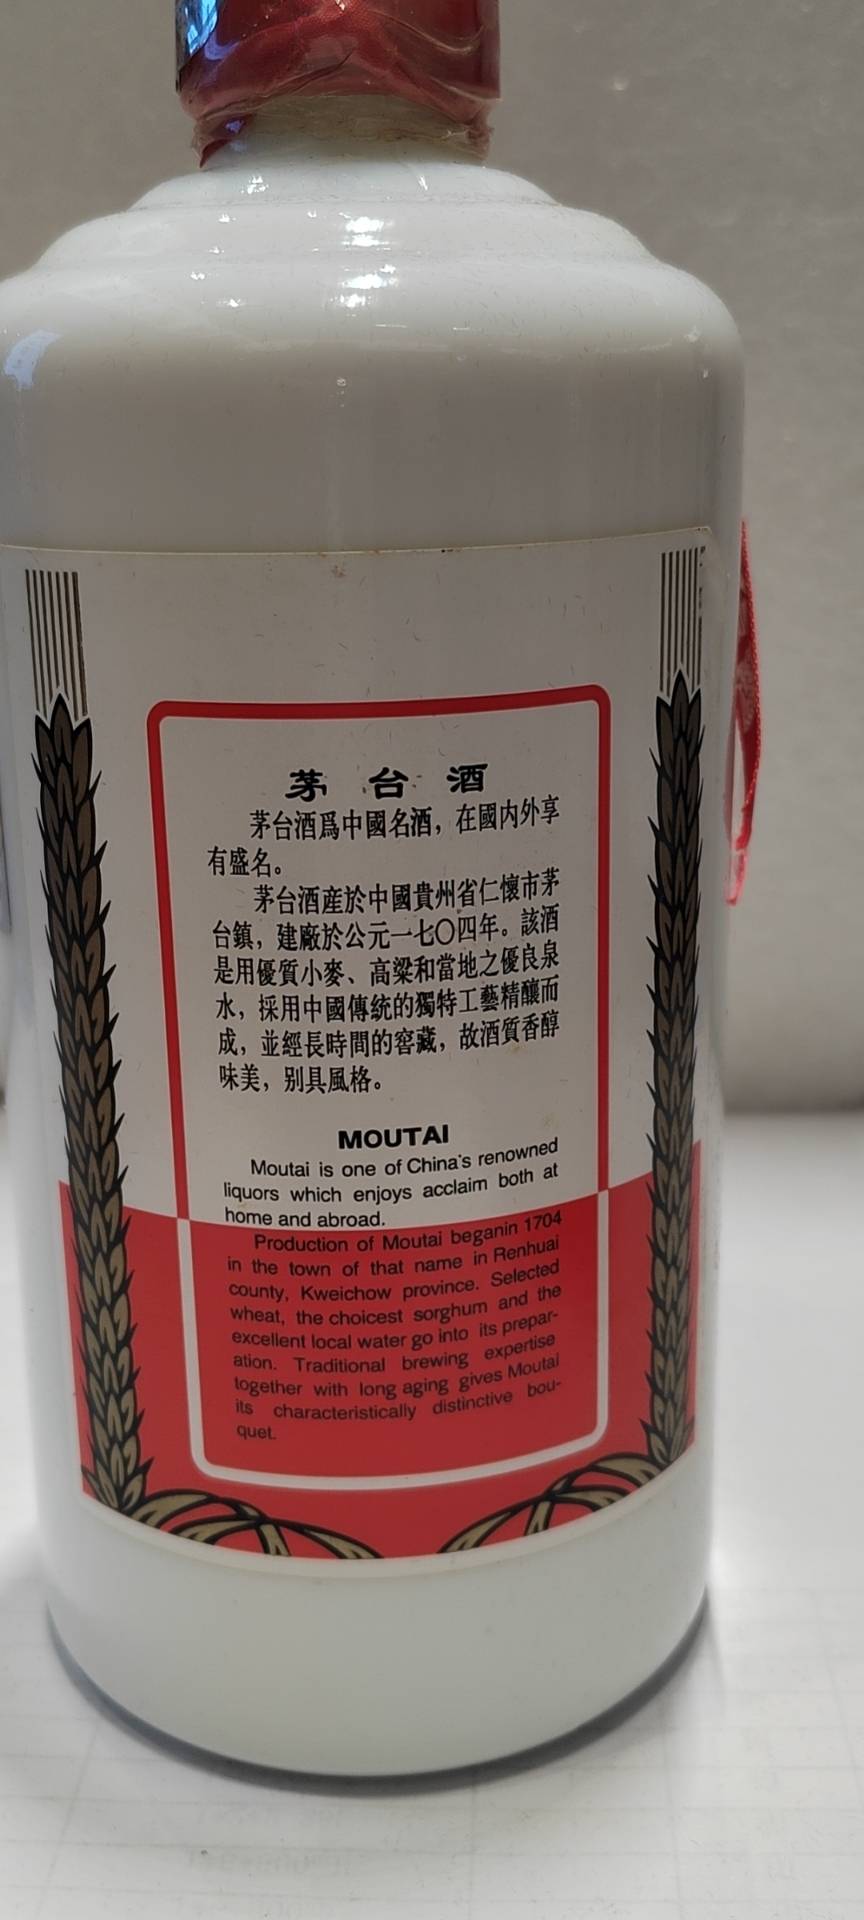 茅台酒
茅台酒爲中國名酒，在國内外享
有盛名。
茅台酒産於中國貴州省仁懷市茅
台鎮，建廠於公元一七〇四年。該酒
是用優質小麥、高粱和當地之優良泉
水，採用中國傳統的獨特工藝精釀而
成，並經長時間的窖藏，故酒質香醇
味美，别具風格。
MOUTAI
Moutai is one of China's renowned
liquors which enjoys acclaim both at
home and abroad.
Production of Moutai beganin 1704
in the town of that name in Renhuai
county, Kweichow province. Selected
wheat, the choicest sorghum and the
excellent local water go into its prepar-
ation. Traditional brewing expertise
together with long aging gives Moutai
its characteristically distinctive bou-
quet.